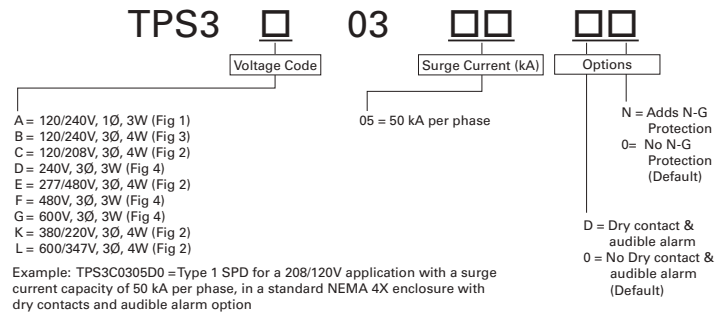 TPS3 □ 03 □□ □□
Voltage Code
Surge Current (kA)
Options
A = 120/240V, 1Ø, 3W (Fig 1)
B = 120/240V, 3Ø, 4W (Fig 3)
C = 120/208V, 3Ø, 4W (Fig 2)
D = 240V, 3Ø, 3W (Fig 4)
E = 277/480V, 3Ø, 4W (Fig 2)
F = 480V, 3Ø, 3W (Fig 4)
G = 600V, 3Ø, 3W (Fig 4)
K = 380/220V, 3Ø, 4W (Fig 2)
L = 600/347V, 3Ø, 4W (Fig 2)
05 = 50 kA per phase
N = Adds N-G
Protection
0= No N-G
Protection
(Default)
D = Dry contact &
audible alarm
0 = No Dry contact &
audible alarm
(Default)
Example: TPS3C0305D0 = Type 1 SPD for a 208/120V application with a surge
current capacity of 50 kA per phase, in a standard NEMA 4X enclosure with
dry contacts and audible alarm option